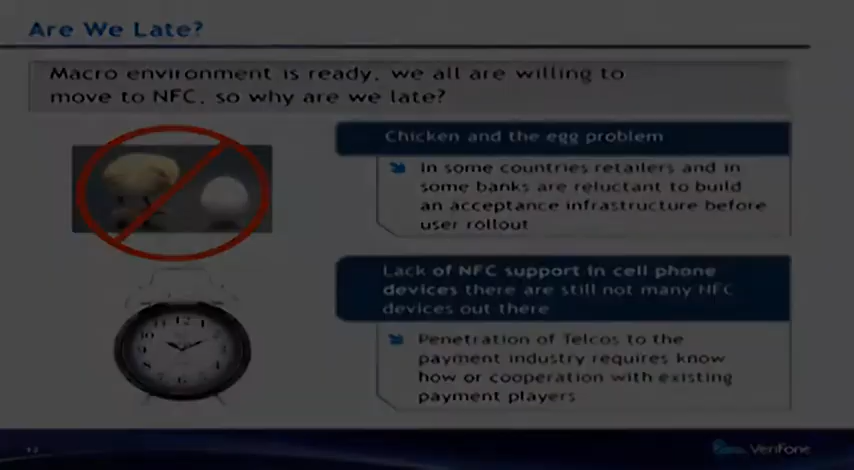 Are We Late?
Macro environment is ready, we all are willing to
move to NFC, so why are we late?
Chicken and the egg problem
In some countries retailers and in
some banks are reluctant to build
an acceptance infrastructure before
user rollout
Lack of NFC support in cell phone
devices there are still not many NFC
devices out there
Penetration of Telcos to the
payment industry requires know
how or cooperation with existing
payment players
VeriFone